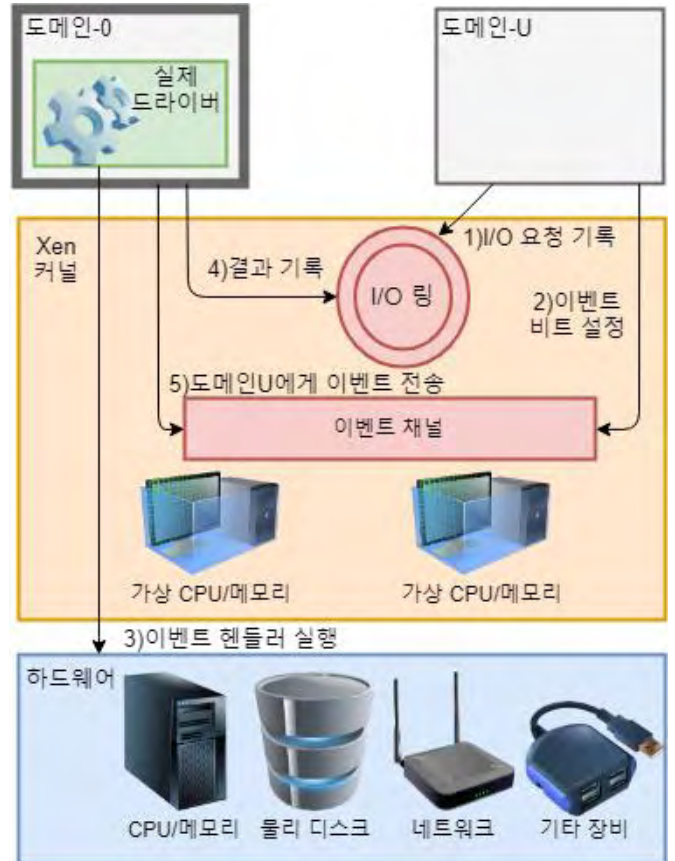 도메인-0
실제
드라이버
도메인-U
Xen
커널
1)I/O 요청 기록
4)결과 기록
I/O 링
2)이벤트
비트 설정
5)도메인U에게 이벤트 전송
이벤트 채널
가상 CPU/메모리
가상 CPU/메모리
3)이벤트 헨들러 실행
하드웨어
CPU/메모리
물리 디스크
네트워크
기타 장비